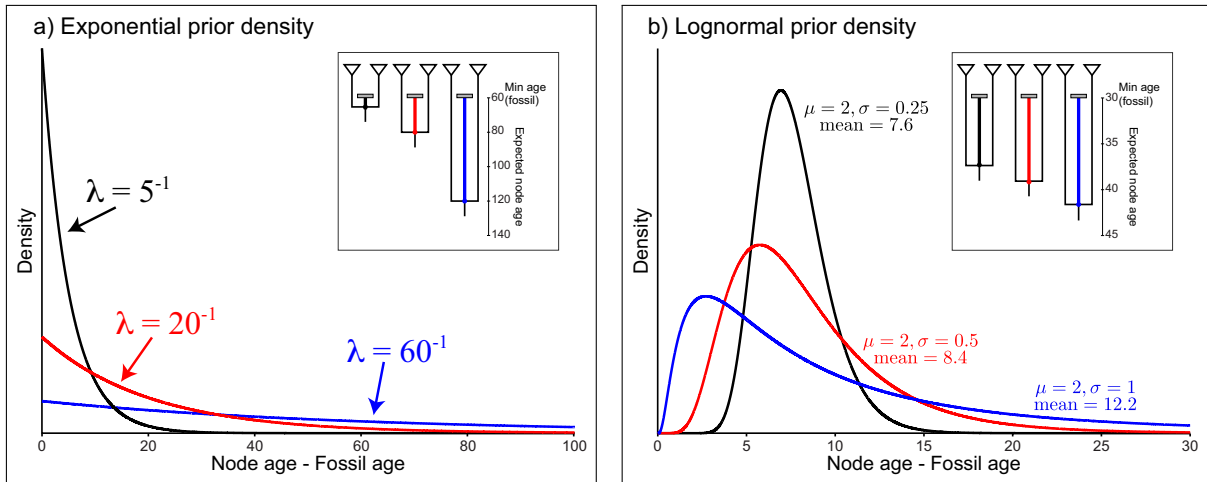 a) Exponential prior density
Density
λ = 5⁻¹
λ = 20⁻¹
λ = 60⁻¹
Min age
(fossil)
60
80
100
120
140
Expected node age
0
20
40
60
80
100
Node age - Fossil age
b) Lognormal prior density
Density
μ = 2, σ = 0.25
mean = 7.6
μ = 2, σ = 0.5
mean = 8.4
μ = 2, σ = 1
mean = 12.2
Min age
(fossil)
30
35
40
45
Expected node age
0
5
10
15
20
25
30
Node age - Fossil age